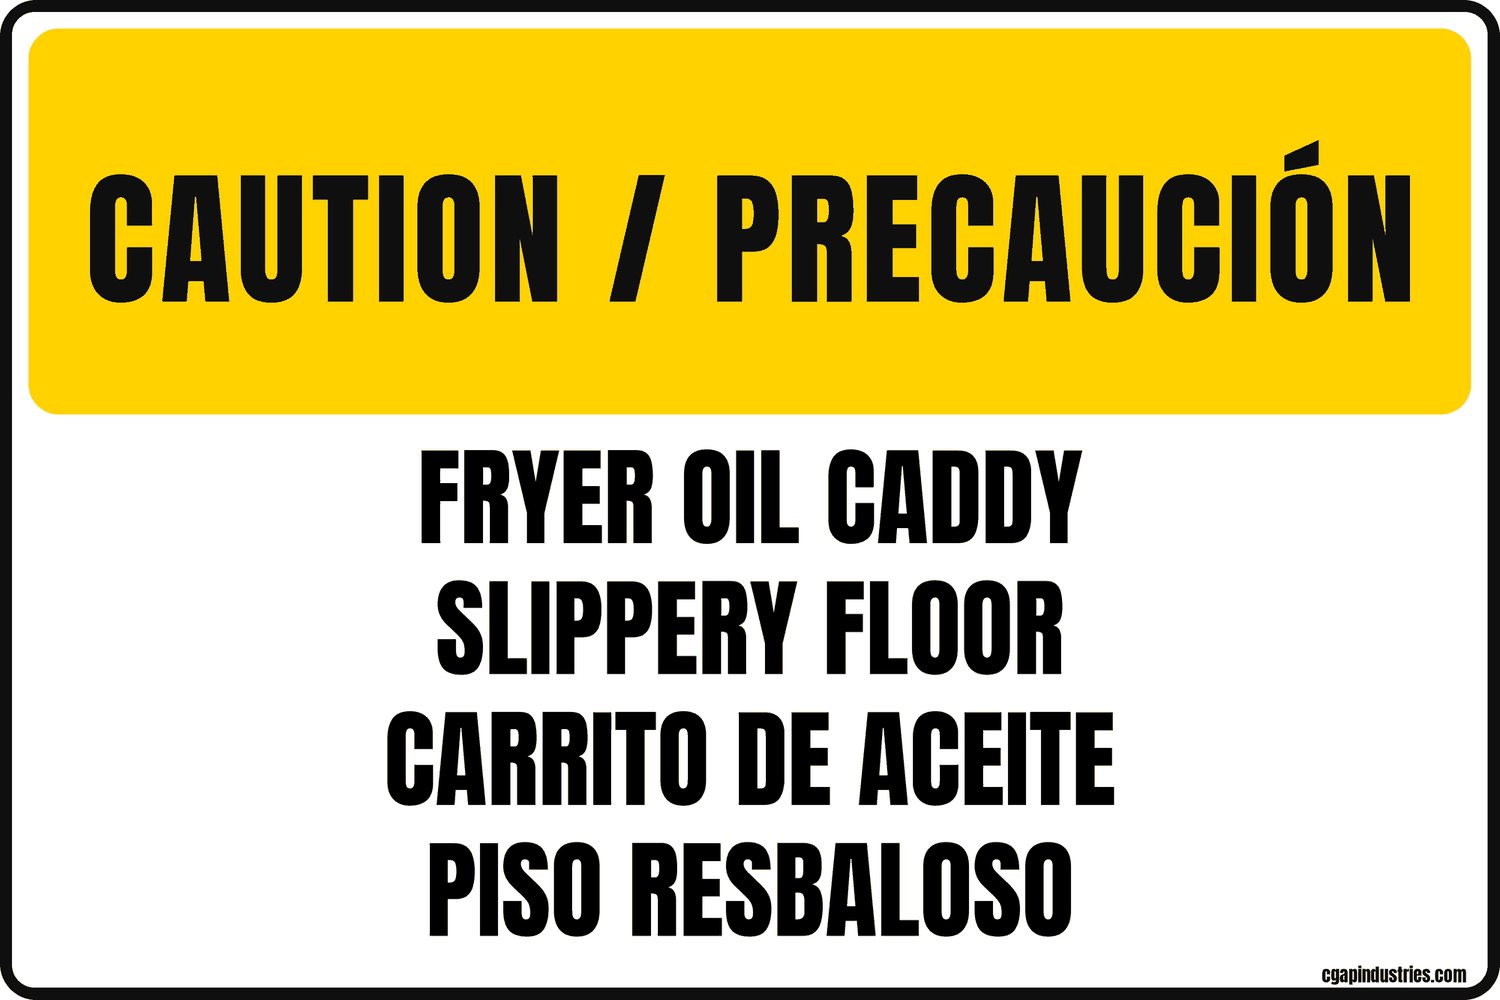 CAUTION / PRECAUCIÓN
FRYER OIL CADDY
SLIPPERY FLOOR
CARRITO DE ACEITE
PISO RESBALOSO
cgapindustries.com